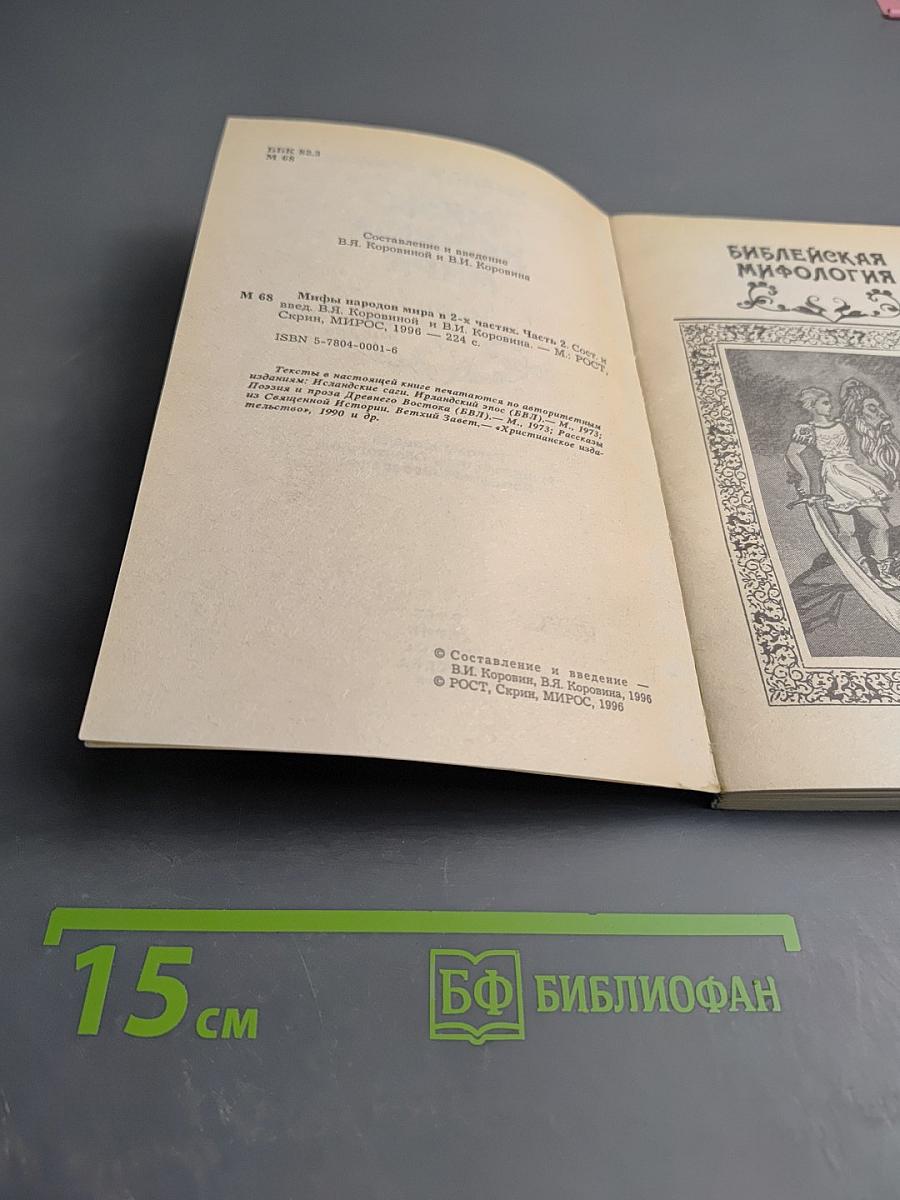 ББК 82.3
М 68
Составление и введение
В.Я. Коровиной и В.И. Коровина
М 68 Мифы народов мира в 2-х частях. Часть 2. Сост. и
введ. В.Я. Коровиной и В.И. Коровина. — М.: РОСТ,
Скрин, МИРОС, 1996 — 224 с.
ISBN 5-7804-0001-6
Тексты в настоящей книге печатаются по авторитетным
изданиям: Исландские саги. Ирландский эпос (БВЛ).— М., 1973;
Поэзия и проза Древнего Востока (БВЛ).— М., 1973; Рассказы
из Священной Истории. Ветхий Завет.— «Христианское изда-
тельство», 1990 и др.
© Составление и введение —
В.И. Коровин, В.Я. Коровина, 1996
© РОСТ, Скрин, МИРОС, 1996
БИБЛЕЙСКАЯ
МИФОЛОГИЯ
15 см
БФ БИБЛИОФАН